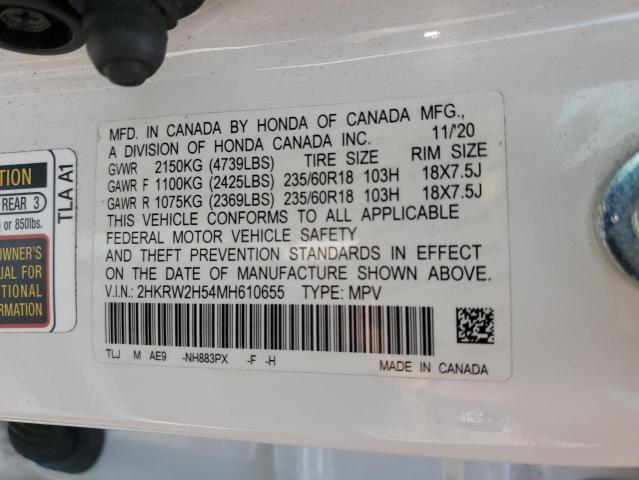 MFD. IN CANADA BY HONDA OF CANADA MFG.,
A DIVISION OF HONDA CANADA INC. 11/'20
GVWR 2150KG (4739LBS) TIRE SIZE RIM SIZE
GAWR F 1100KG (2425LBS) 235/60R18 103H 18X7.5J
GAWR R 1075KG (2369LBS) 235/60R18 103H 18X7.5J
THIS VEHICLE CONFORMS TO ALL APPLICABLE
FEDERAL MOTOR VEHICLE SAFETY
AND THEFT PREVENTION STANDARDS IN EFFECT
ON THE DATE OF MANUFACTURE SHOWN ABOVE.
V.I.N.: 2HKRW2H54MH610655 TYPE: MPV
TLJ M AE9 -NH883PX -F -H
MADE IN CANADA
TION
REAR 3
or 850lbs.
OWNER'S
UAL FOR
TIONAL
RMATION
TLA A1